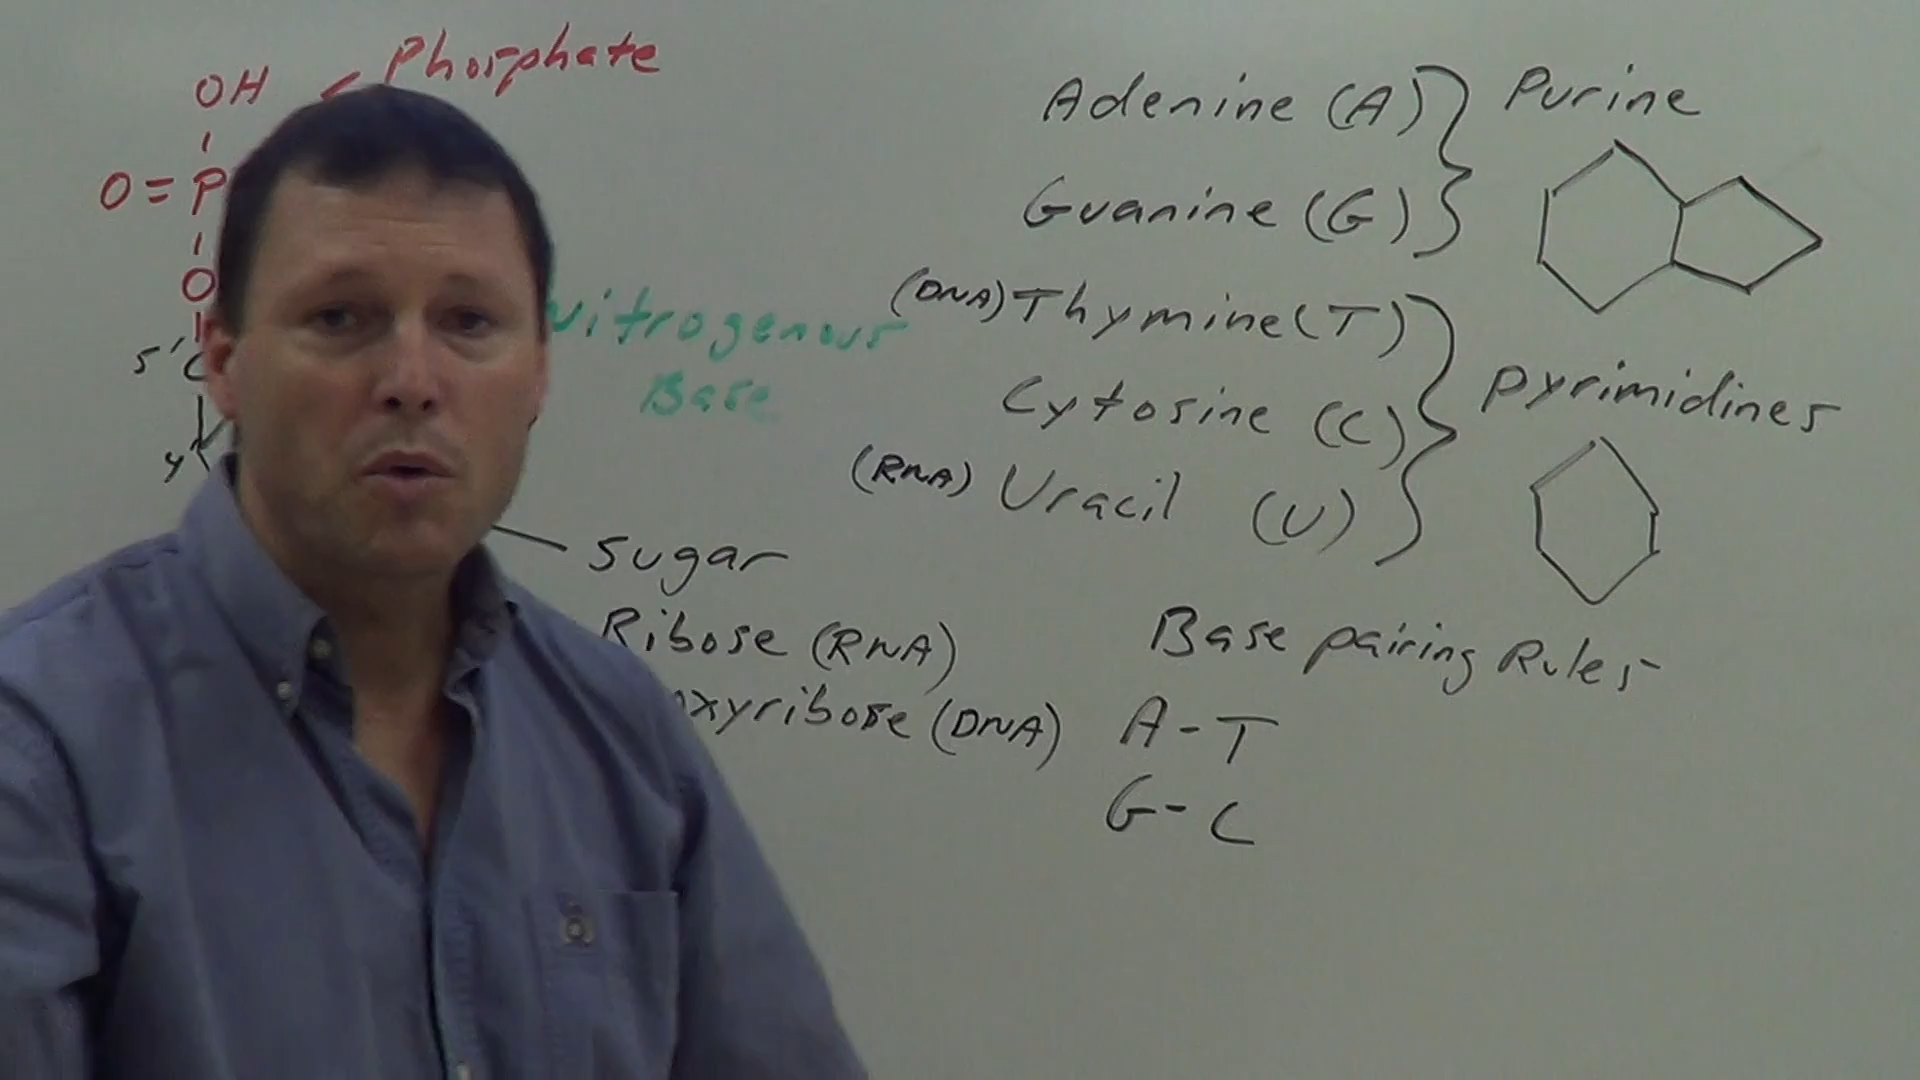 Phosphate
OH
O=P
O
5'C
4'
Nitrogenous
Base
Sugar
Ribose (RNA)
oxyribose (DNA)
Adenine (A)
Guanine (G)
Purine
(DNA) Thymine (T)
Cytosine (C)
(RNA) Uracil (U)
Pyrimidines
Base pairing Rules
A-T
G-C